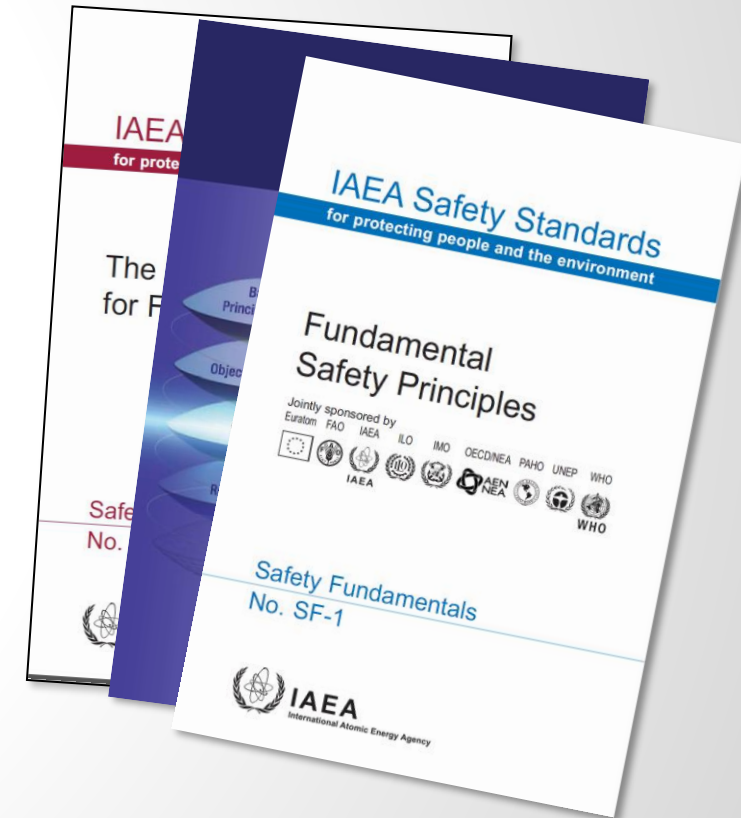 IAEA
for prote
The
for F
Safe
No.
Princi
Objec
IAEA Safety Standards
for protecting people and the environment
Fundamental
Safety Principles
Jointly sponsored by
Euratom FAO IAEA ILO IMO OECD/NEA PAHO UNEP WHO
IAEA
AEN
NEA
WHO
Safety Fundamentals
No. SF-1
IAEA
International Atomic Energy Agency